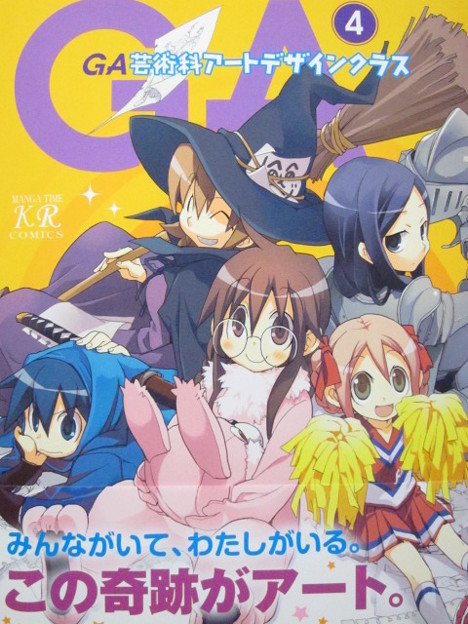 GA
4
GA芸術科アートデザインクラス
MANGA TIME
KR
COMICS
みんながいて、わたしがいる。
この奇跡がアート。